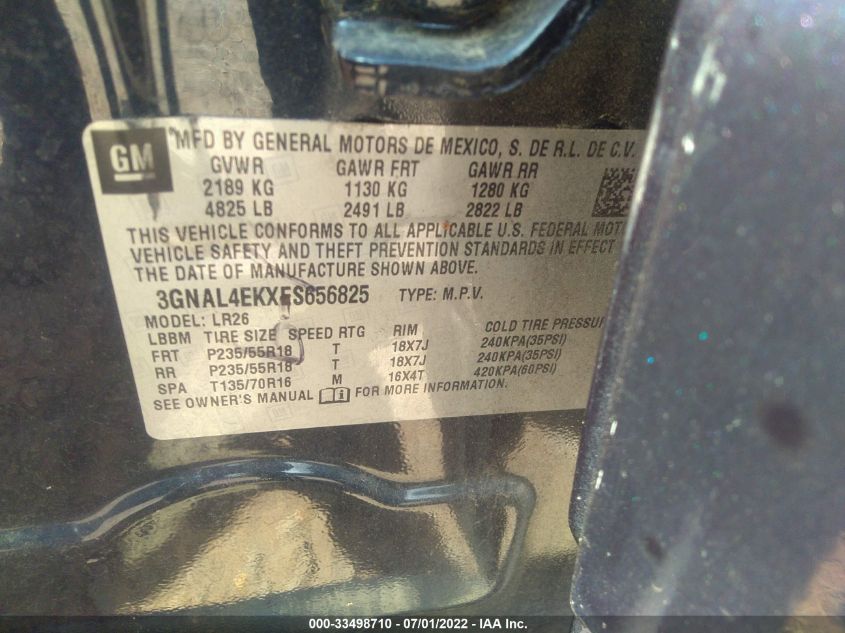 GM
MFD BY GENERAL MOTORS DE MEXICO, S. DE R.L. DE C.V.
GVWR GAWR FRT GAWR RR
2189 KG 1130 KG 1280 KG
4825 LB 2491 LB 2822 LB
THIS VEHICLE CONFORMS TO ALL APPLICABLE U.S. FEDERAL MOT
VEHICLE SAFETY AND THEFT PREVENTION STANDARDS IN EFFECT
THE DATE OF MANUFACTURE SHOWN ABOVE.
3GNAL4EKXES656825 TYPE: M.P.V.
MODEL: LR26
LBBM TIRE SIZE SPEED RTG RIM COLD TIRE PRESSUR
FRT P235/55R18 T 18X7J 240KPA(35PSI)
RR P235/55R18 T 18X7J 240KPA(35PSI)
SPA T135/70R16 M 16X4T 420KPA(60PSI)
SEE OWNER'S MANUAL FOR MORE INFORMATION.
000-33498710 - 07/01/2022 - IAA Inc.